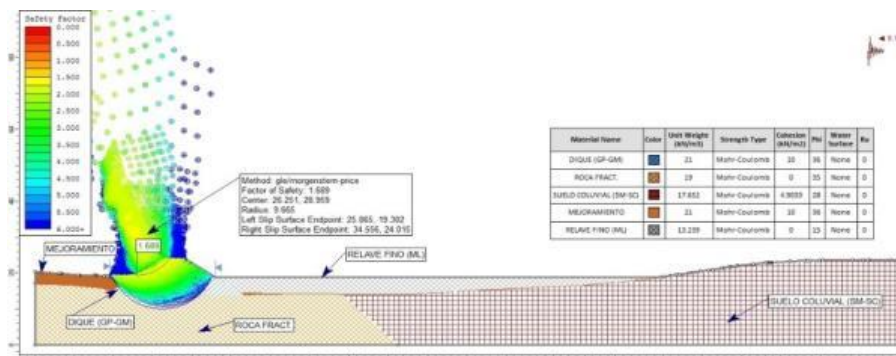 Safety Factor
0.000
0.500
1.000
1.500
2.000
2.500
3.000
3.500
4.000
4.500
5.000
5.500
6.000+
Method: gle/morgenstern-price
Factor of Safety: 1.689
Center: 26.251, 28.959
Radius: 9.665
Left Slip Surface Endpoint: 25.865, 19.302
Right Slip Surface Endpoint: 34.556, 24.016
1.689
Material Name Color Unit Weight (kN/m3) Strength Type Cohesion (kN/m2) Phi Water Surface Ru
DIQUE (GP-GM) 21 Mohr-Coulomb 10 36 None 0
ROCA FRACT. 19 Mohr-Coulomb 0 35 None 0
SUELO COLUVIAL (SM-SC) 17.652 Mohr-Coulomb 4.9033 28 None 0
MEJORAMIENTO 21 Mohr-Coulomb 10 36 None 0
RELAVE FINO (ML) 13.239 Mohr-Coulomb 0 15 None 0
MEJORAMIENTO
RELAVE FINO (ML)
DIQUE (GP-GM)
ROCA FRACT.
SUELO COLUVIAL (SM-SC)